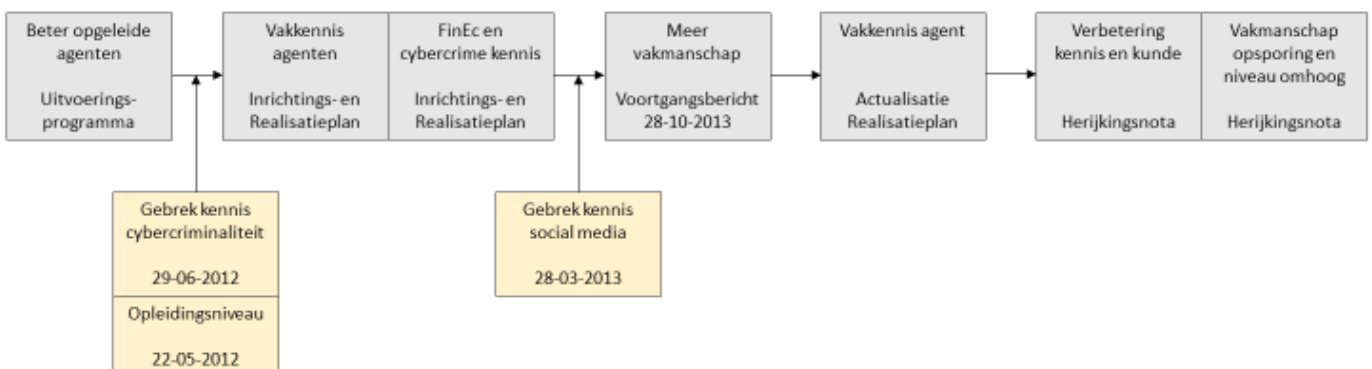 Beter opgeleide
agenten
Uitvoerings-
programma
Vakkennis
agenten
Inrichtings- en
Realisatieplan
FinEc en
cybercrime kennis
Inrichtings- en
Realisatieplan
Meer
vakmanschap
Voortgangsbericht
28-10-2013
Vakkennis agent
Actualisatie
Realisatieplan
Verbetering
kennis en kunde
Herijkingsnota
Vakmanschap
opsporing en
niveau omhoog
Herijkingsnota
Gebrek kennis
cybercriminaliteit
29-06-2012
Opleidingsniveau
22-05-2012
Gebrek kennis
social media
28-03-2013